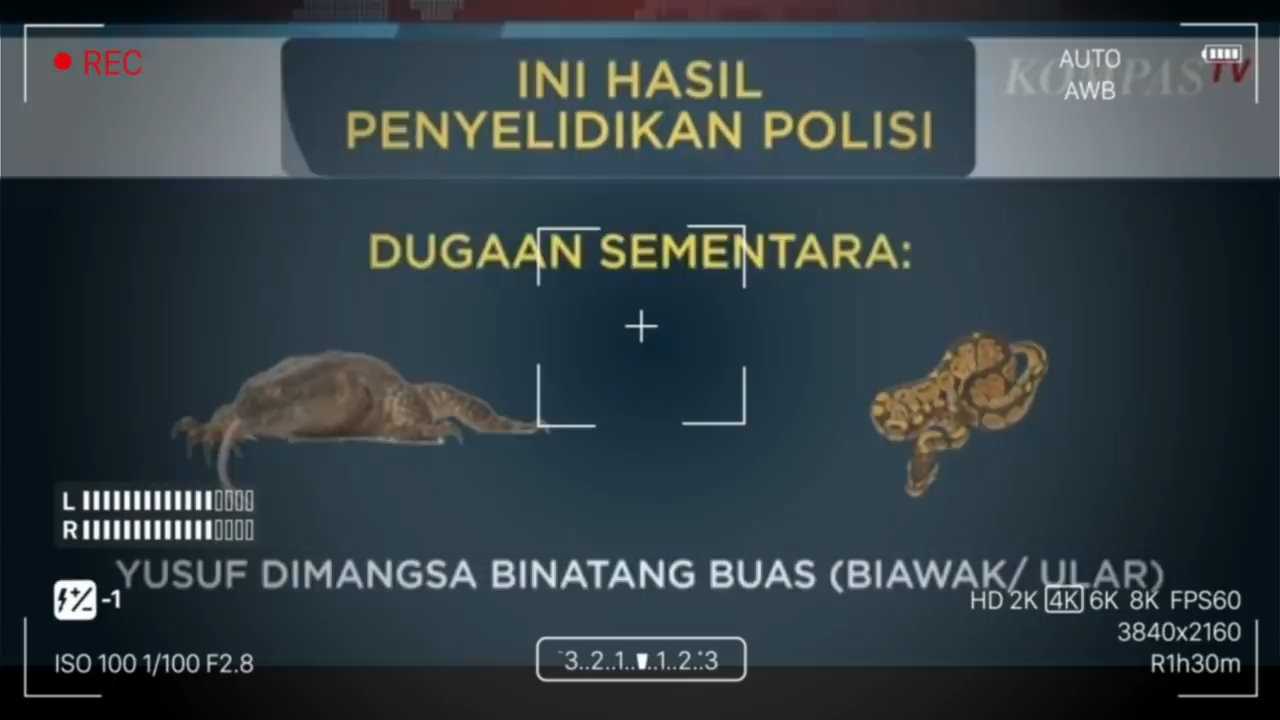 REC
INI HASIL
PENYELIDIKAN POLISI
KOMPAS TV
AUTO
AWB
DUGAAN SEMENTARA:
L
R
YUSUF DIMANGSA BINATANG BUAS (BIAWAK/ ULAR)
-1
HD 2K 4K 6K 8K FPS60
3840x2160
ISO 100 1/100 F2.8
3..2..1..1..2..3
R1h30m